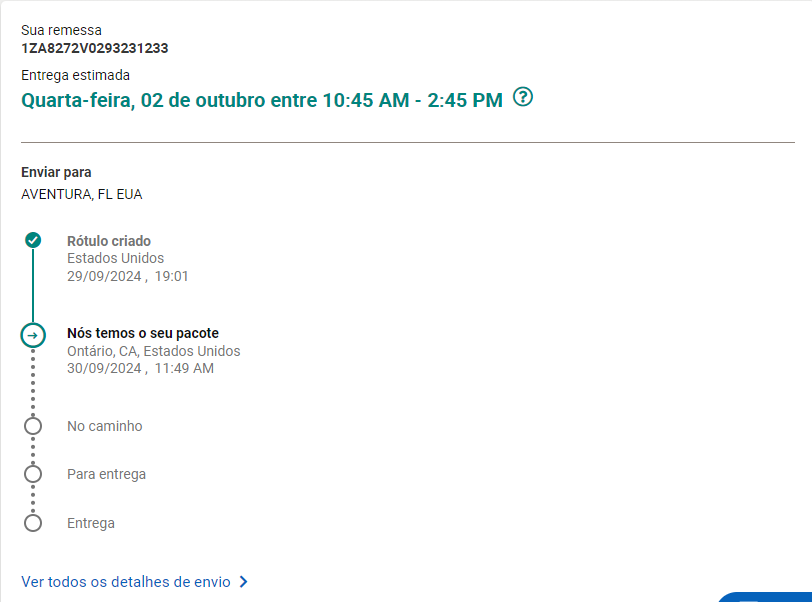 Sua remessa
1ZA8272V0293231233
Entrega estimada
Quarta-feira, 02 de outubro entre 10:45 AM - 2:45 PM ?
Enviar para
AVENTURA, FL EUA
Rótulo criado
Estados Unidos
29/09/2024 , 19:01
Nós temos o seu pacote
Ontário, CA, Estados Unidos
30/09/2024 , 11:49 AM
No caminho
Para entrega
Entrega
Ver todos os detalhes de envio